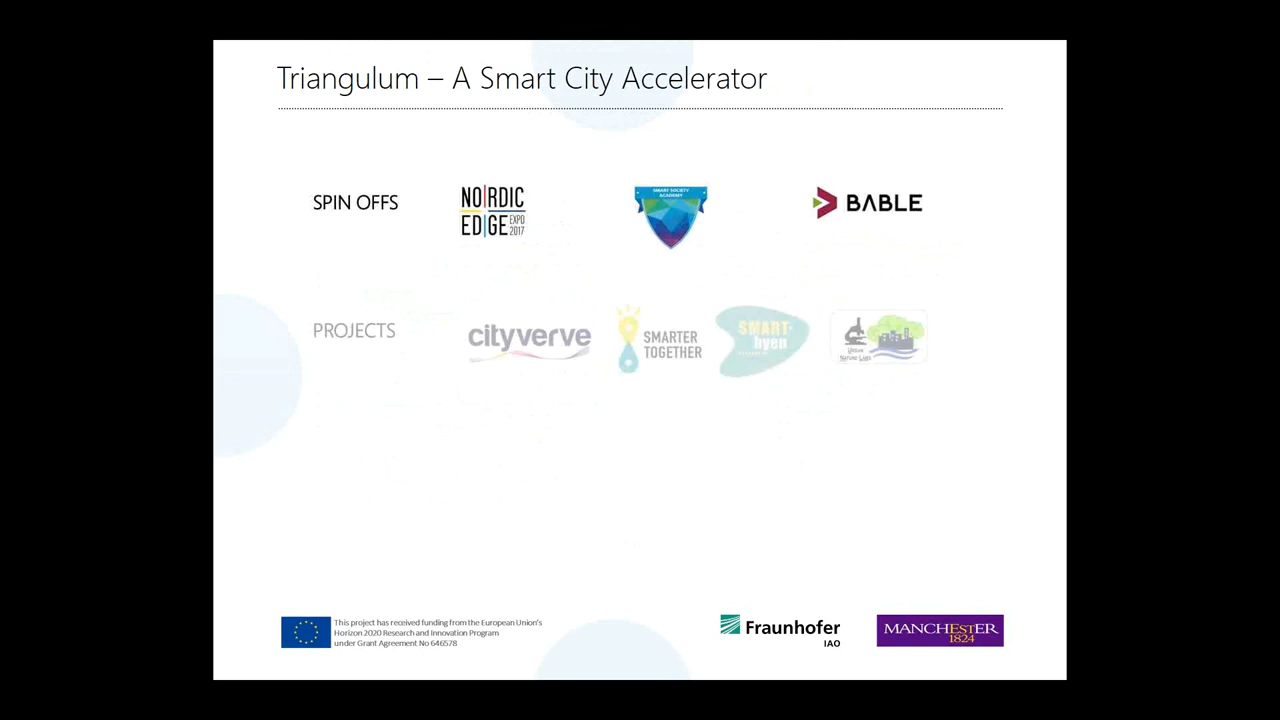 Triangulum – A Smart City Accelerator
SPIN OFFS
NORDIC
EDGE
EXPO
2017
SMART SOCIETY
ACADEMY
BABLE
PROJECTS
cityverve
SMARTER
TOGETHER
SMART-
byen
URBAN
NATURE LABS
This project has received funding from the European Union's
Horizon 2020 Research and Innovation Program
under Grant Agreement No 646578
Fraunhofer
IAO
MANCHESTER
1824